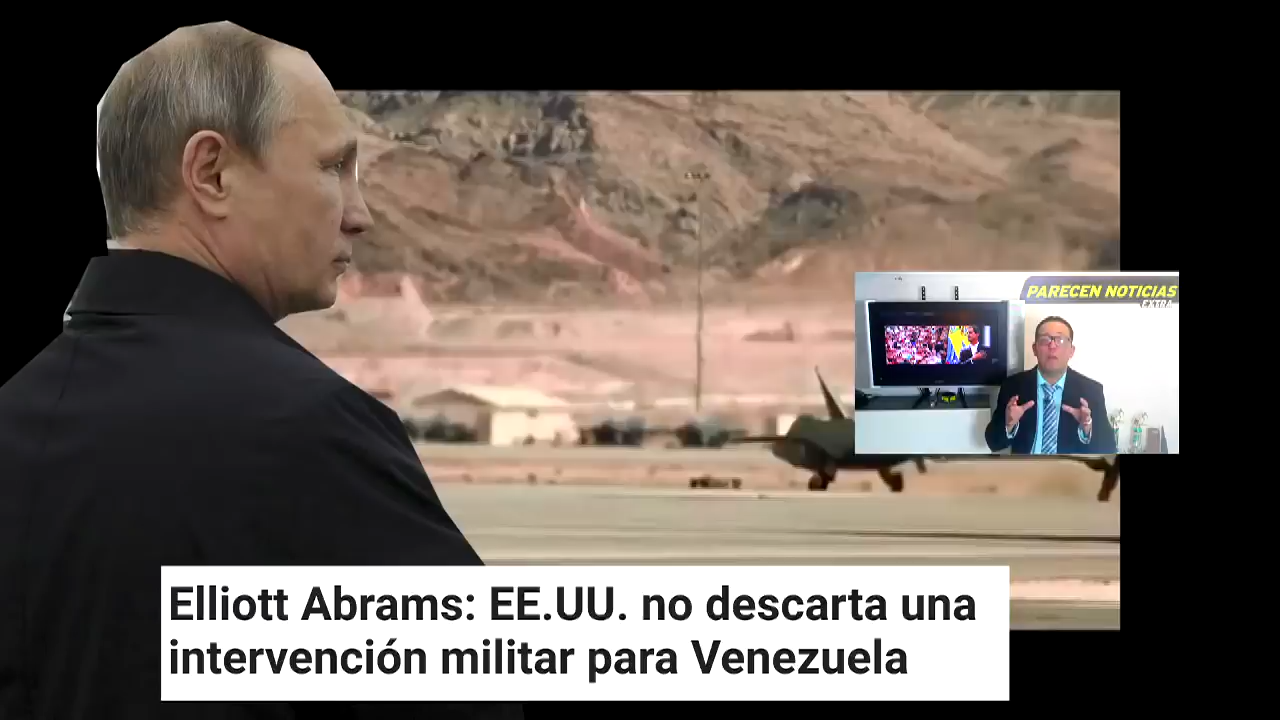 PARECEN NOTICIAS
EXTRA
Elliott Abrams: EE.UU. no descarta una
intervención militar para Venezuela